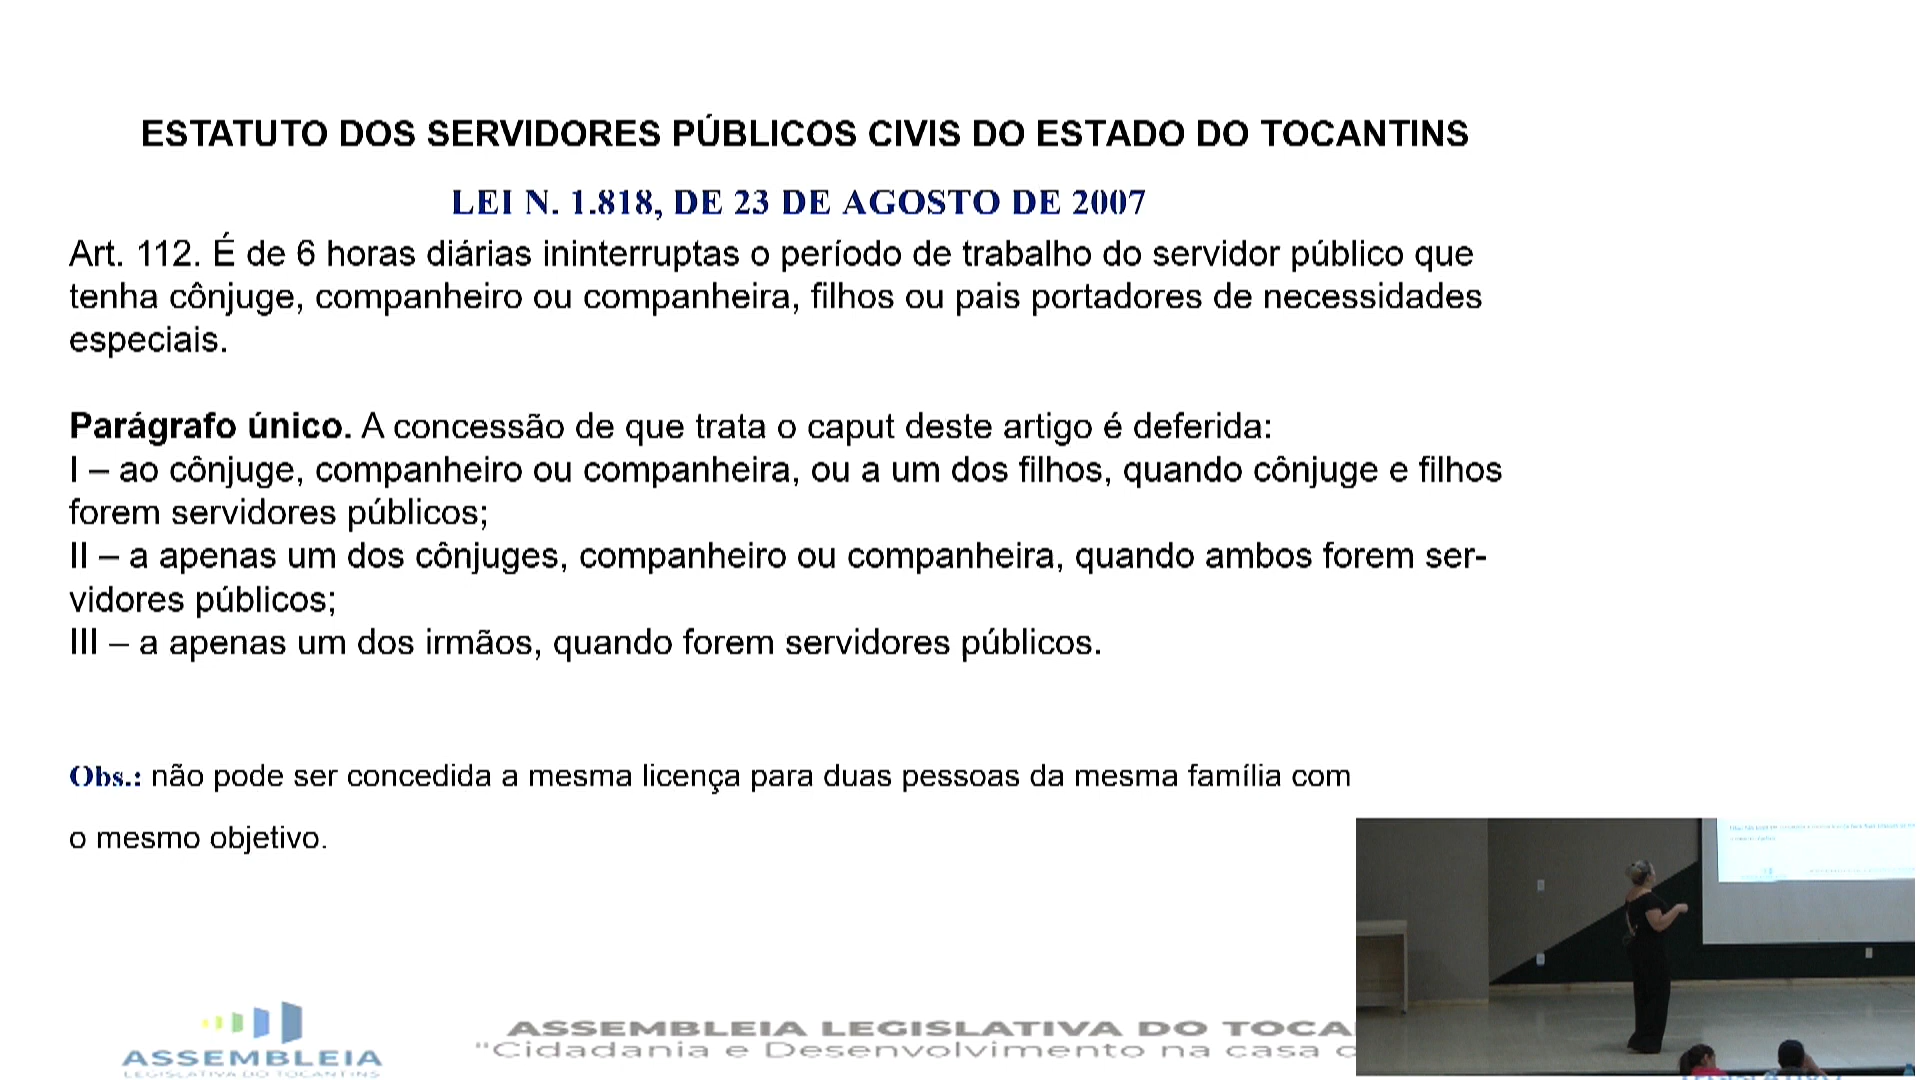 ESTATUTO DOS SERVIDORES PÚBLICOS CIVIS DO ESTADO DO TOCANTINS
LEI N. 1.818, DE 23 DE AGOSTO DE 2007
Art. 112. É de 6 horas diárias ininterruptas o período de trabalho do servidor público que
tenha cônjuge, companheiro ou companheira, filhos ou pais portadores de necessidades
especiais.
Parágrafo único. A concessão de que trata o caput deste artigo é deferida:
I – ao cônjuge, companheiro ou companheira, ou a um dos filhos, quando cônjuge e filhos
forem servidores públicos;
II – a apenas um dos cônjuges, companheiro ou companheira, quando ambos forem ser-
vidores públicos;
III – a apenas um dos irmãos, quando forem servidores públicos.
Obs.: não pode ser concedida a mesma licença para duas pessoas da mesma família com
o mesmo objetivo.
ASSEMBLEIA
LEGISLATIVA DO TOCANTINS
ASSEMBLEIA LEGISLATIVA DO TOCA
"Cidadania e Desenvolvimento na casa